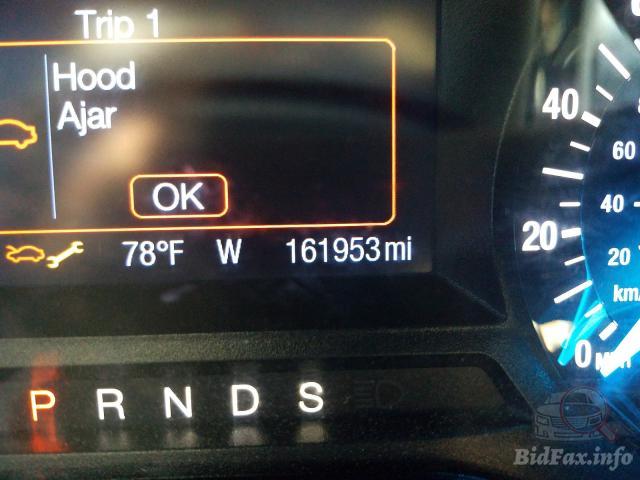 Trip 1
Hood
Ajar
OK
78°F W 161953mi
40
60
40
20
20
km/
0 MPH
P R N D S
BidFax.info